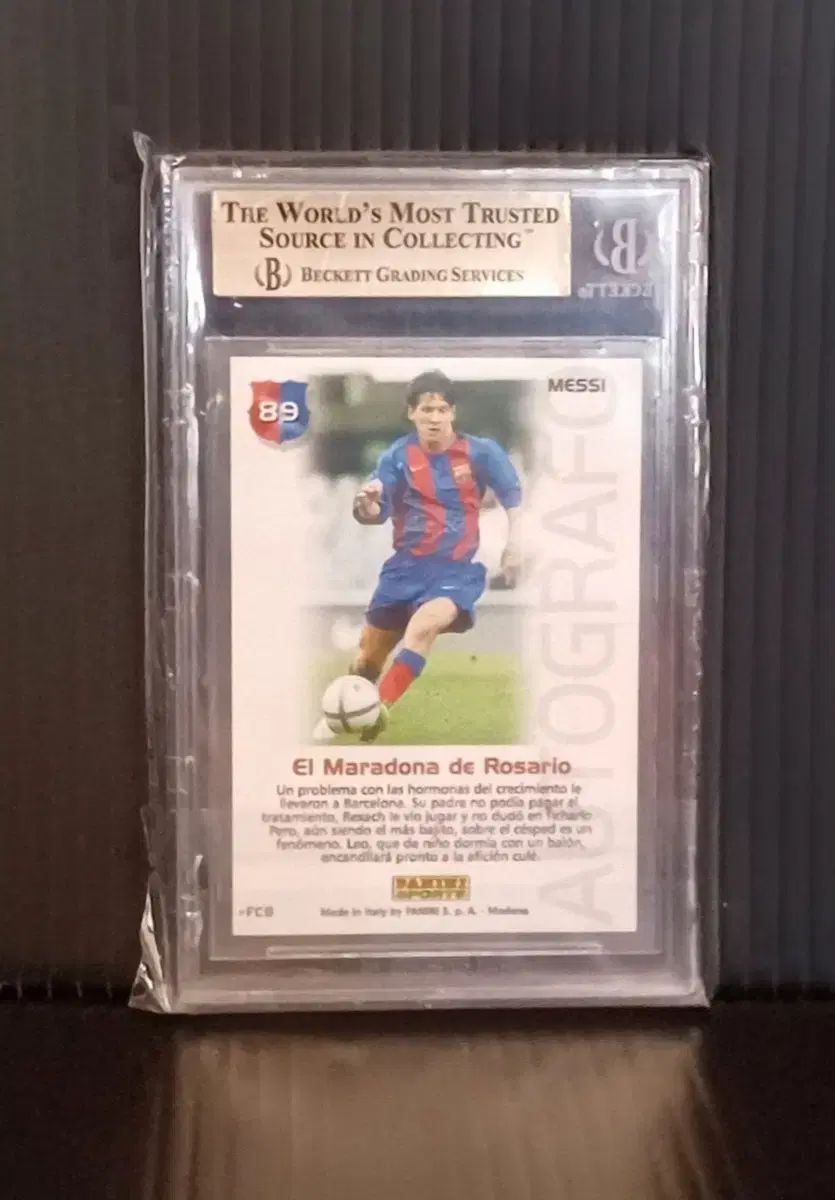 THE WORLD'S MOST TRUSTED
SOURCE IN COLLECTING™
(B) BECKETT GRADING SERVICES
B
BECKETT
89
MESSI
AUTOGRAFO
El Maradona de Rosario
Un problema con las hormonas del crecimiento le
llevaron a Barcelona. Su padre no podía pagar el
tratamiento, Rexach le vio jugar y no dudó en ficharlo
Pero, aún siendo el más bajito, sobre el césped es un
fenómeno. Leo, que de niño dormía con un balón,
encandilará pronto a la afición culé.
PANINI
SPORTS
FCB
Made in Italy by PANINI S. p. A. - Modena